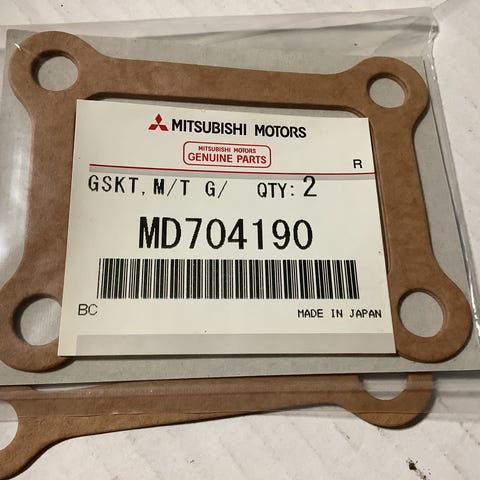 MITSUBISHI MOTORS
MITSUBISHI MOTORS
GENUINE PARTS
R
GSKT,M/T G/ QTY: 2
MD704190
BC MADE IN JAPAN